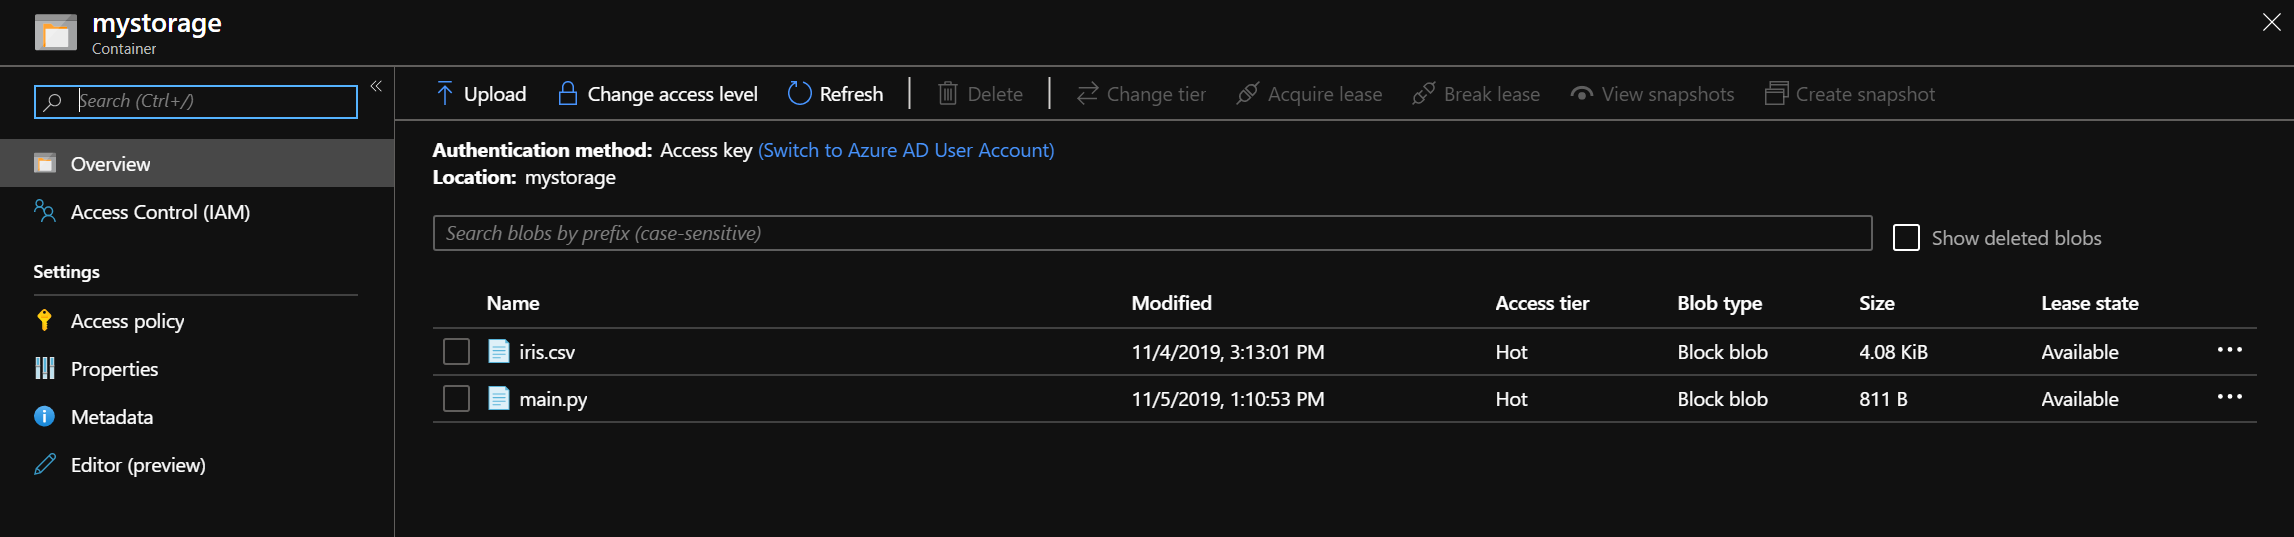 mystorage
Container
Search (Ctrl+/)
«
Overview
Access Control (IAM)
Settings
Access policy
Properties
Metadata
Editor (preview)
Upload Change access level Refresh Delete Change tier Acquire lease Break lease View snapshots Create snapshot
Authentication method: Access key (Switch to Azure AD User Account)
Location: mystorage
Search blobs by prefix (case-sensitive)
Show deleted blobs
Name Modified Access tier Blob type Size Lease state
iris.csv 11/4/2019, 3:13:01 PM Hot Block blob 4.08 KiB Available ...
main.py 11/5/2019, 1:10:53 PM Hot Block blob 811 B Available ...